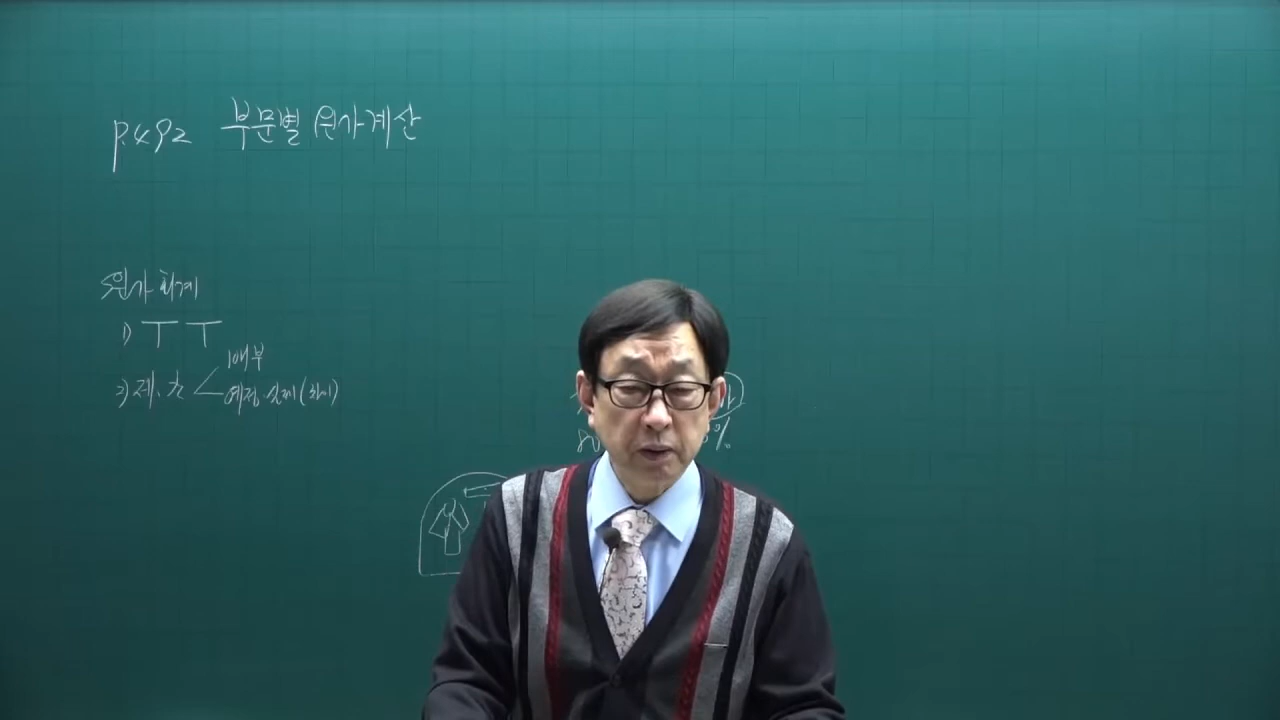 p.492 부문별 원가계산
원가회계
1) T T
2) 제.간 < 1 배부
예정.실제(차이)
80 %